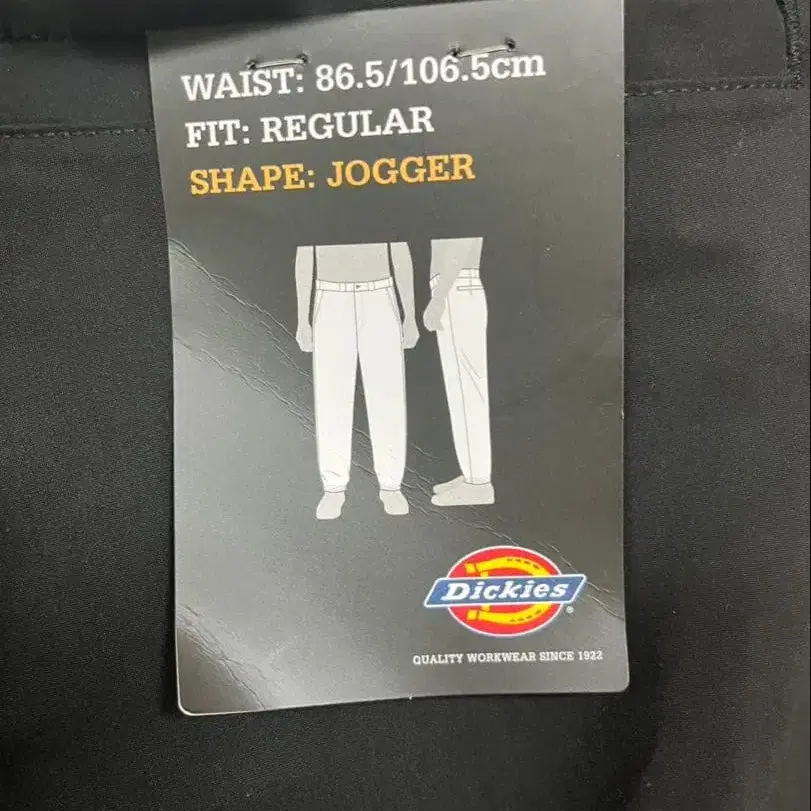 WAIST: 86.5/106.5cm
FIT: REGULAR
SHAPE: JOGGER
Dickies®
QUALITY WORKWEAR SINCE 1922